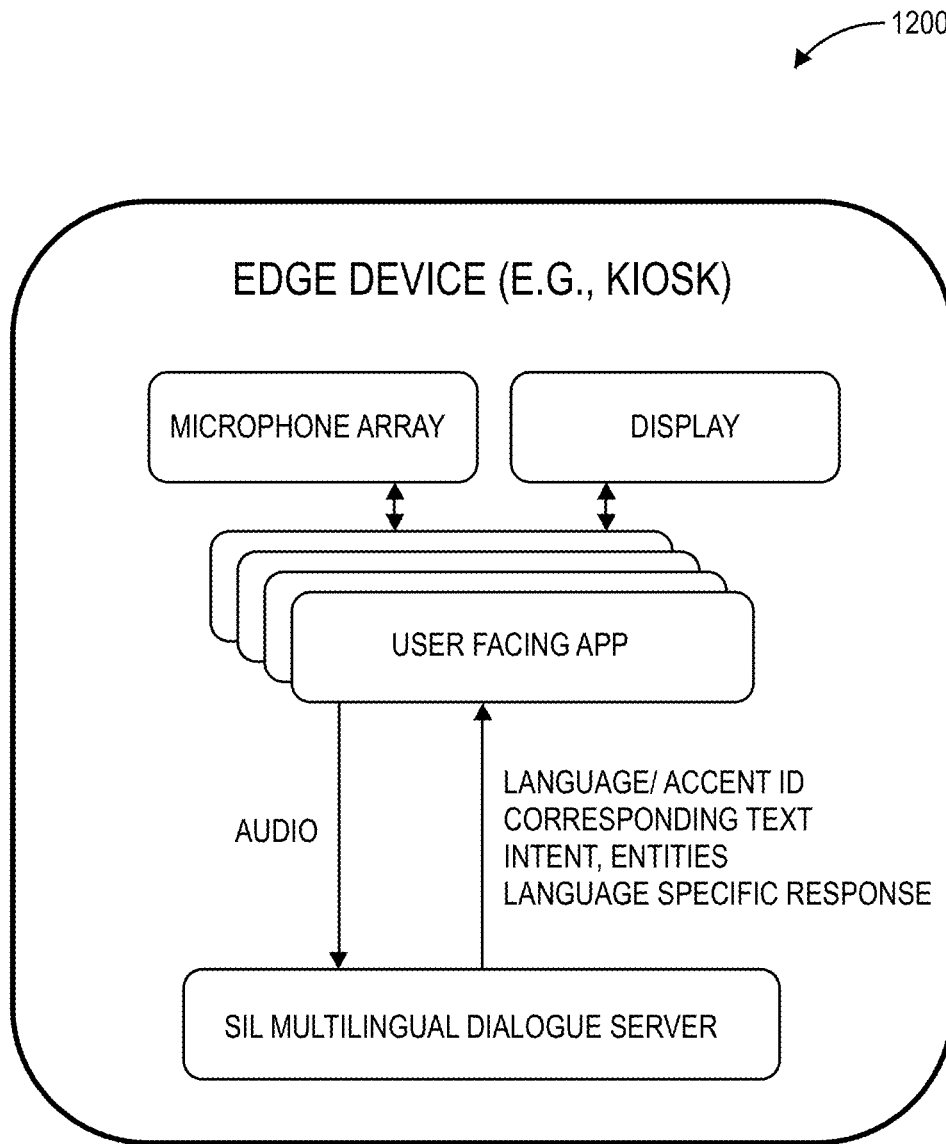 1200
EDGE DEVICE (E.G., KIOSK)
MICROPHONE ARRAY
DISPLAY
USER FACING APP
AUDIO
LANGUAGE/ ACCENT ID
CORRESPONDING TEXT
INTENT, ENTITIES
LANGUAGE SPECIFIC RESPONSE
SIL MULTILINGUAL DIALOGUE SERVER